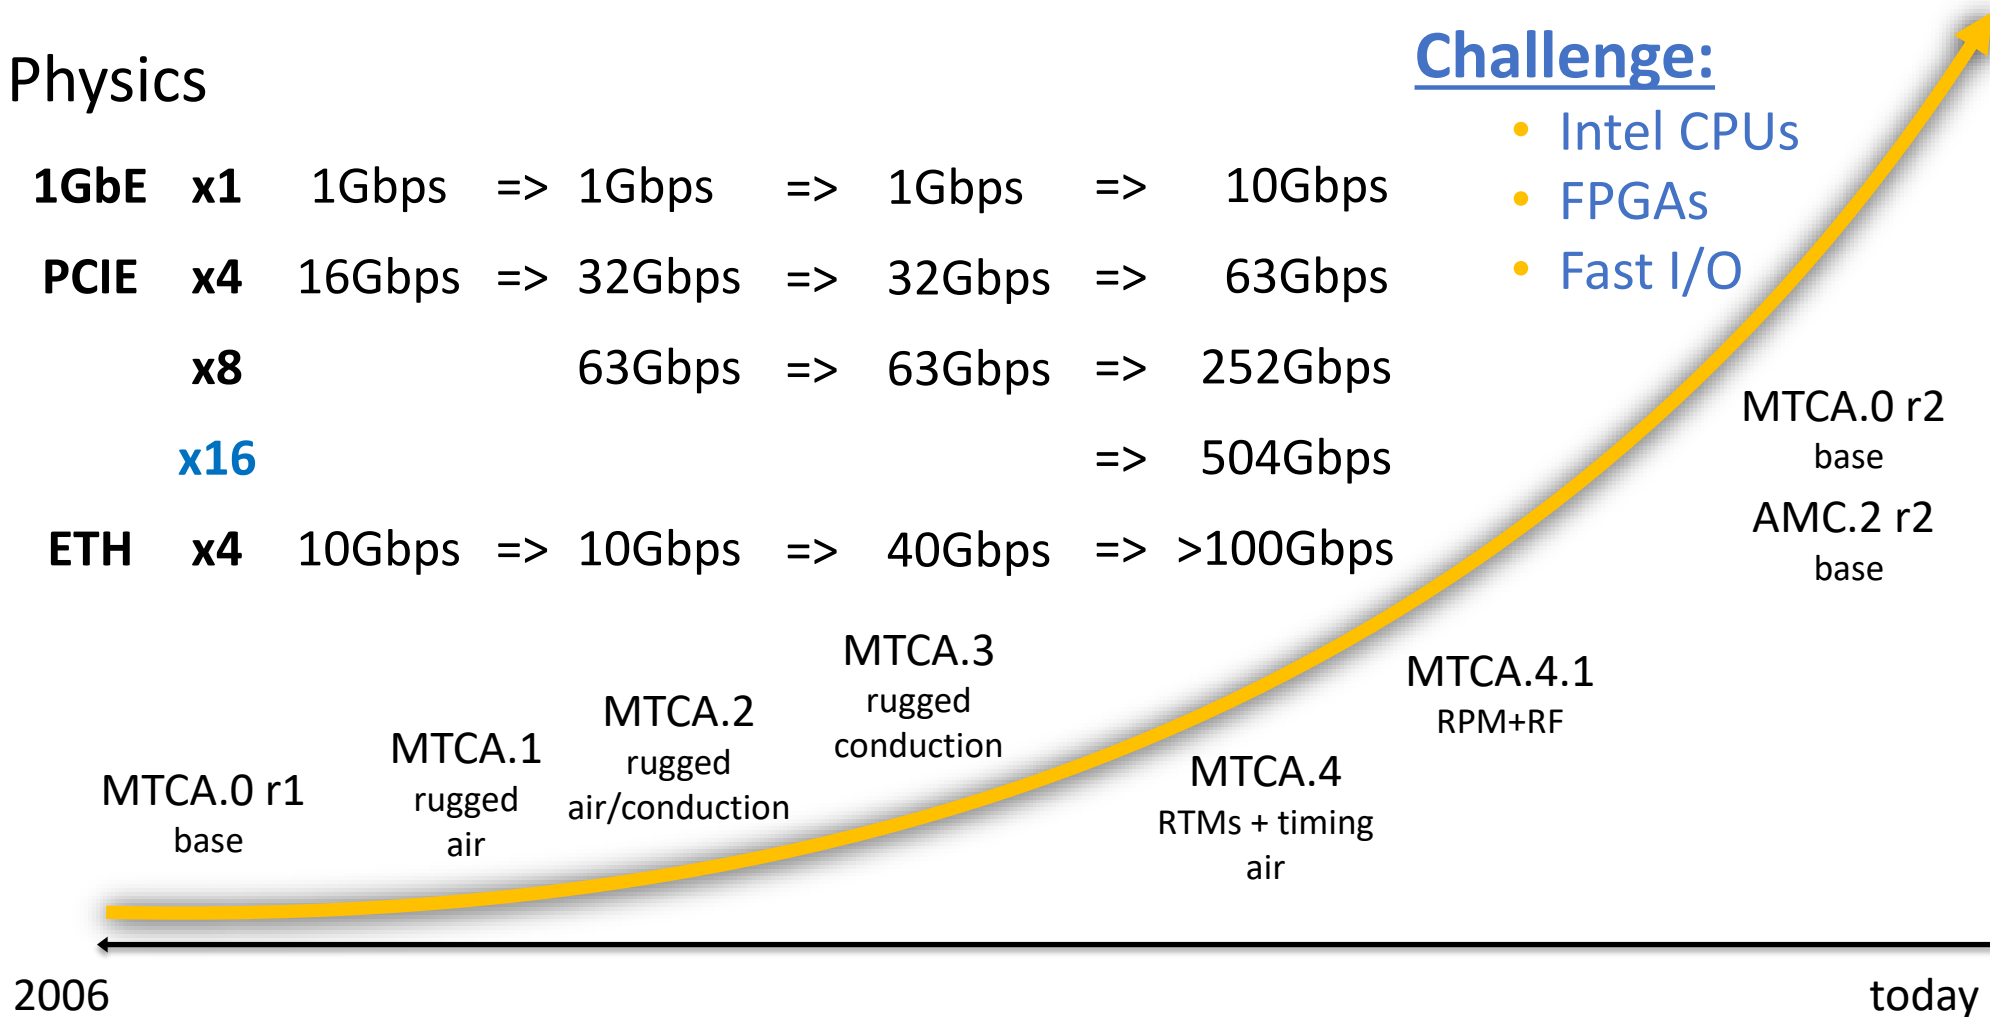 Physics
Challenge:
• Intel CPUs
• FPGAs
• Fast I/O
1GbE x1 1Gbps => 1Gbps => 1Gbps => 10Gbps
PCIE x4 16Gbps => 32Gbps => 32Gbps => 63Gbps
x8 63Gbps => 63Gbps => 252Gbps
x16 => 504Gbps
ETH x4 10Gbps => 10Gbps => 40Gbps => >100Gbps
MTCA.0 r1
base
MTCA.1
rugged
air
MTCA.2
rugged
air/conduction
MTCA.3
rugged
conduction
MTCA.4
RTMs + timing
air
MTCA.4.1
RPM+RF
MTCA.0 r2
base
AMC.2 r2
base
2006
today